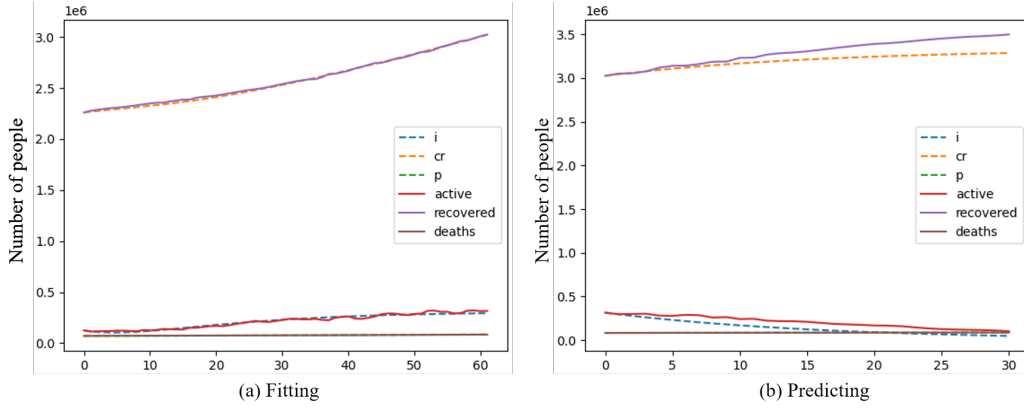 1e6
3.0
2.5
2.0
1.5
1.0
0.5
0.0
Number of people
i
cr
p
active
recovered
deaths
0 10 20 30 40 50 60
(a) Fitting
1e6
3.5
3.0
2.5
2.0
1.5
1.0
0.5
0.0
Number of people
i
cr
p
active
recovered
deaths
0 5 10 15 20 25 30
(b) Predicting